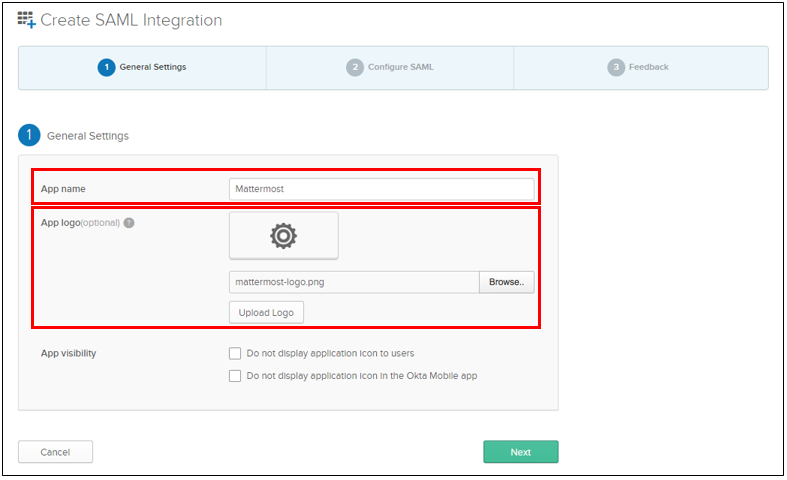 Create SAML Integration
1 General Settings
2 Configure SAML
3 Feedback
1 General Settings
App name
Mattermost
App logo(optional) ?
mattermost-logo.png
Browse..
Upload Logo
App visibility
Do not display application icon to users
Do not display application icon in the Okta Mobile app
Cancel
Next